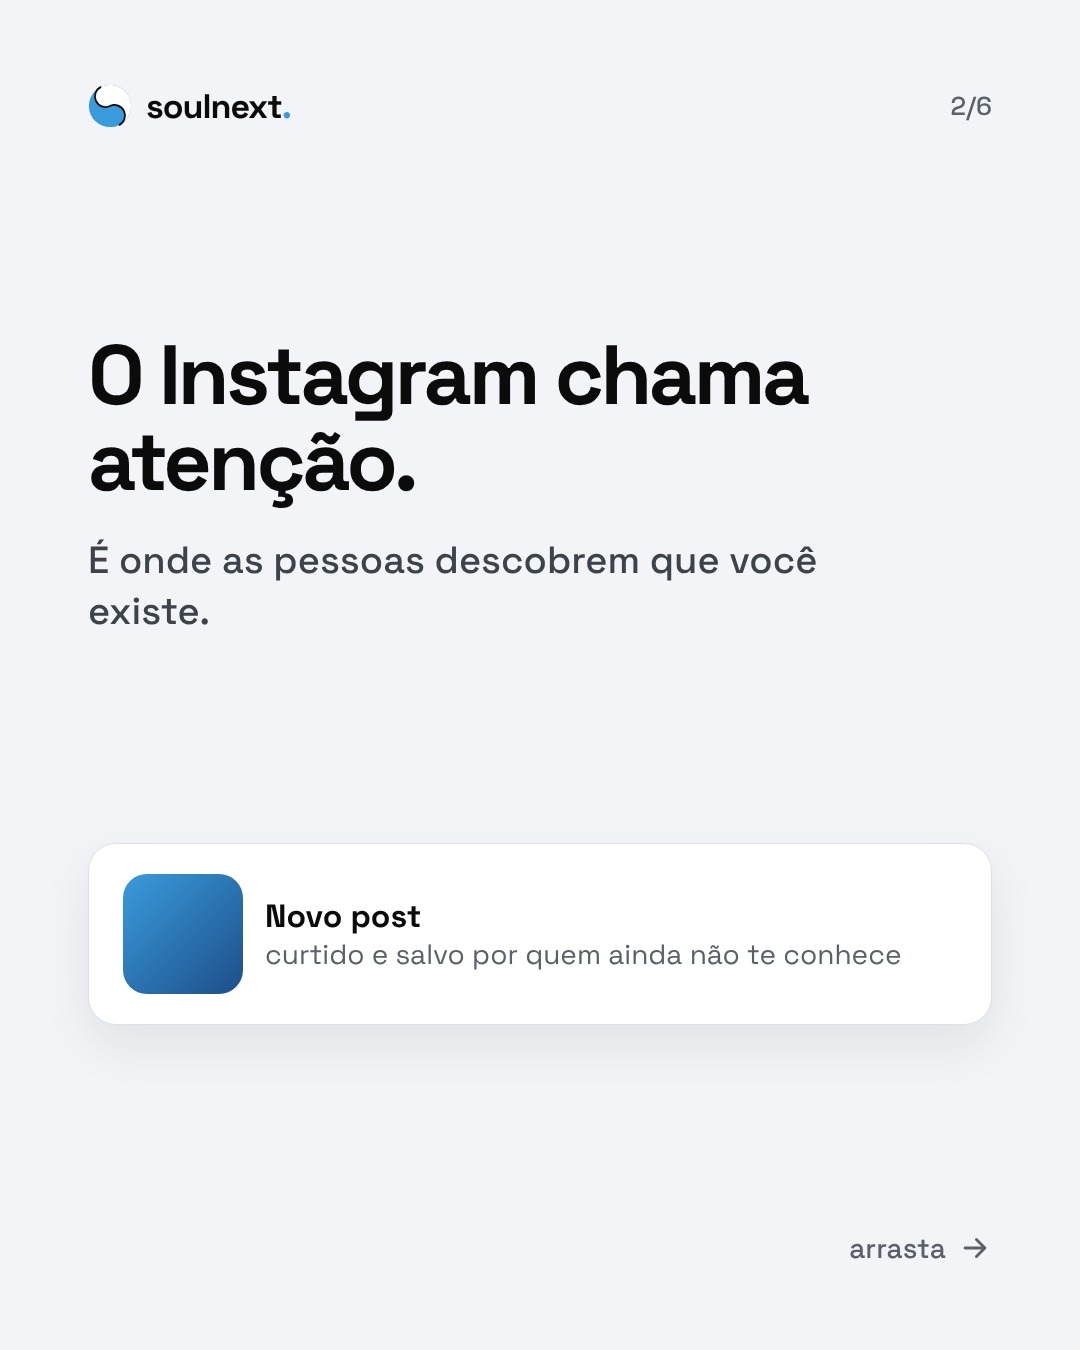 soulnext.
2/6
O Instagram chama
atenção.
É onde as pessoas descobrem que você
existe.
Novo post
curtido e salvo por quem ainda não te conhece
arrasta →